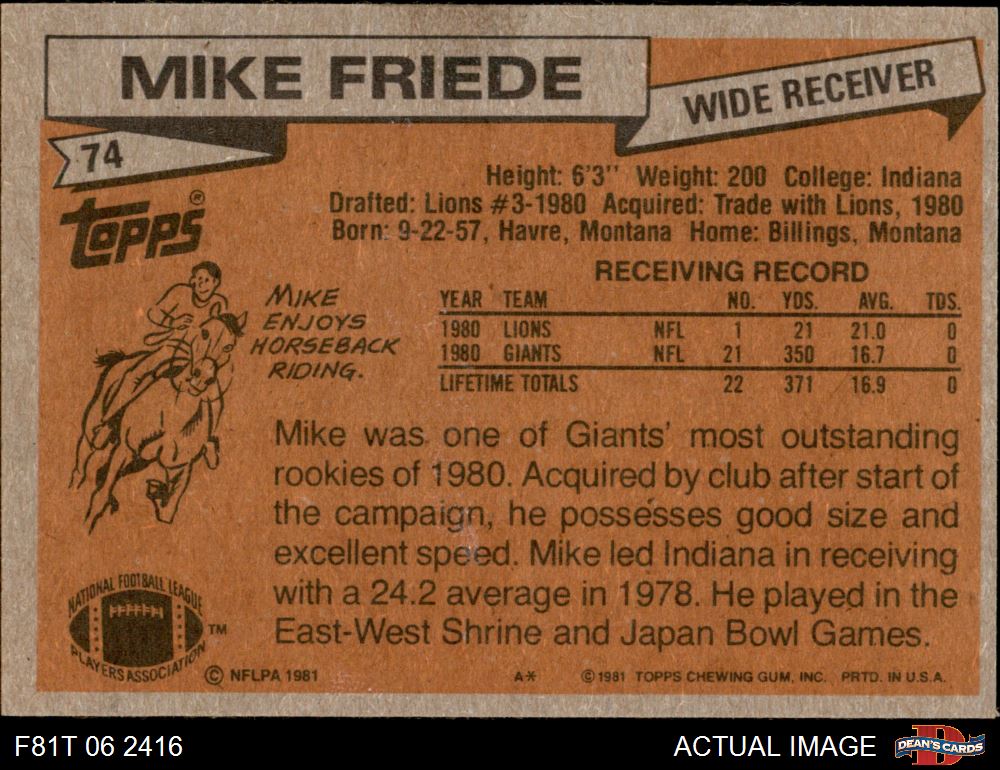 MIKE FRIEDE
WIDE RECEIVER
74
TOPPS®
Height: 6'3" Weight: 200 College: Indiana
Drafted: Lions #3-1980 Acquired: Trade with Lions, 1980
Born: 9-22-57, Havre, Montana Home: Billings, Montana
MIKE
ENJOYS
HORSEBACK
RIDING.
RECEIVING RECORD
YEAR TEAM NO. YDS. AVG. TDS.
1980 LIONS NFL 1 21 21.0 0
1980 GIANTS NFL 21 350 16.7 0
LIFETIME TOTALS 22 371 16.9 0
Mike was one of Giants' most outstanding
rookies of 1980. Acquired by club after start of
the campaign, he possesses good size and
excellent speed. Mike led Indiana in receiving
with a 24.2 average in 1978. He played in the
East-West Shrine and Japan Bowl Games.
NATIONAL FOOTBALL LEAGUE
PLAYERS ASSOCIATION
TM
© NFLPA 1981
A*
© 1981 TOPPS CHEWING GUM, INC. PRTD. IN U.S.A.
F81T 06 2416
ACTUAL IMAGE
D
DEAN'S CARDS